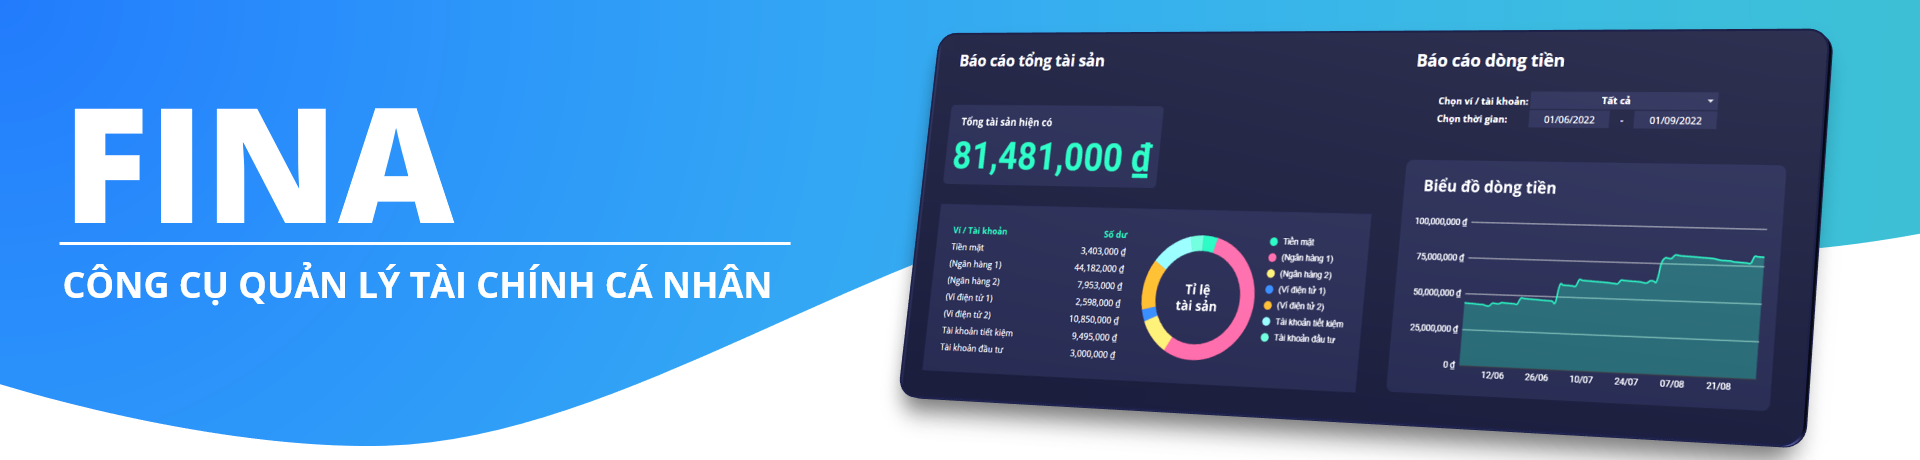 FINA
CÔNG CỤ QUẢN LÝ TÀI CHÍNH CÁ NHÂN
Báo cáo tổng tài sản
Tổng tài sản hiện có
81,481,000 ₫
Ví / Tài khoản Số dư
Tiền mặt 3,403,000 ₫
(Ngân hàng 1) 44,182,000 ₫
(Ngân hàng 2) 7,953,000 ₫
(Ví điện tử 1) 2,598,000 ₫
(Ví điện tử 2) 10,850,000 ₫
Tài khoản tiết kiệm 9,495,000 ₫
Tài khoản đầu tư 3,000,000 ₫
Tỉ lệ
tài sản
Tiền mặt
(Ngân hàng 1)
(Ngân hàng 2)
(Ví điện tử 1)
(Ví điện tử 2)
Tài khoản tiết kiệm
Tài khoản đầu tư
Báo cáo dòng tiền
Chọn ví / tài khoản: Tất cả
Chọn thời gian: 01/06/2022 - 01/09/2022
Biểu đồ dòng tiền
100,000,000 ₫
75,000,000 ₫
50,000,000 ₫
25,000,000 ₫
0 ₫
12/06 26/06 10/07 24/07 07/08 21/08